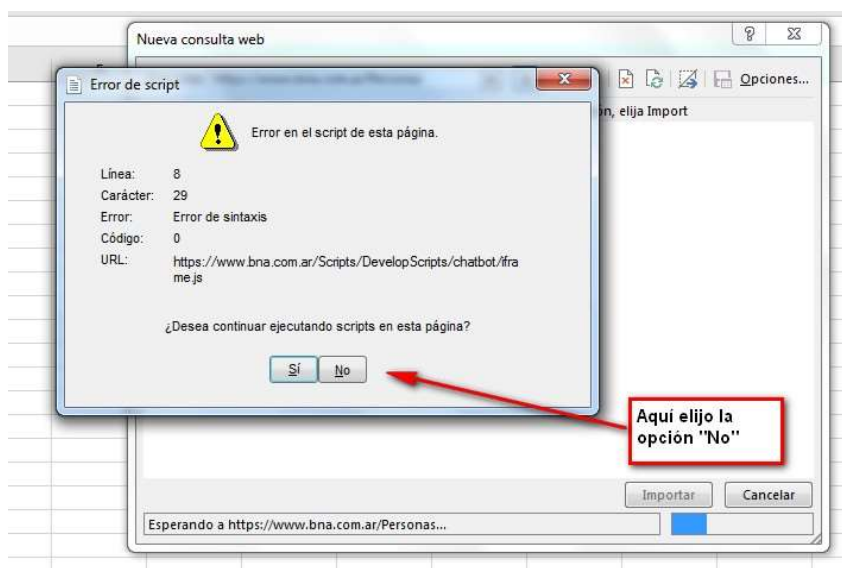 Nueva consulta web
Opciones...
ón, elija Import
Error de script
Error en el script de esta página.
Línea: 8
Carácter: 29
Error: Error de sintaxis
Código: 0
URL: https://www.bna.com.ar/Scripts/DevelopScripts/chatbot/ifra
me.js
¿Desea continuar ejecutando scripts en esta página?
Sí No
Aquí elijo la
opción "No"
Importar Cancelar
Esperando a https://www.bna.com.ar/Personas...